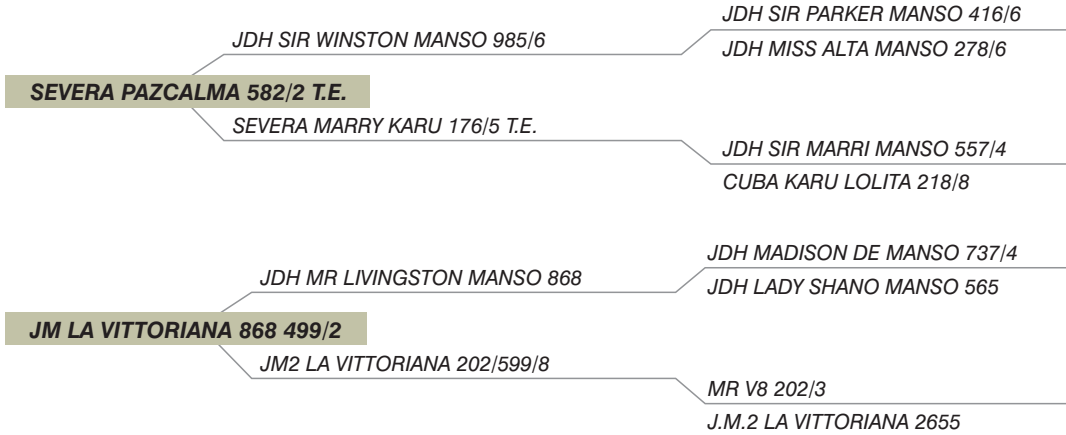 JDH SIR PARKER MANSO 416/6
JDH SIR WINSTON MANSO 985/6
JDH MISS ALTA MANSO 278/6
SEVERA PAZCALMA 582/2 T.E.
SEVERA MARRY KARU 176/5 T.E.
JDH SIR MARRI MANSO 557/4
CUBA KARU LOLITA 218/8
JDH MADISON DE MANSO 737/4
JDH MR LIVINGSTON MANSO 868
JDH LADY SHANO MANSO 565
JM LA VITTORIANA 868 499/2
JM2 LA VITTORIANA 202/599/8
MR V8 202/3
J.M.2 LA VITTORIANA 2655